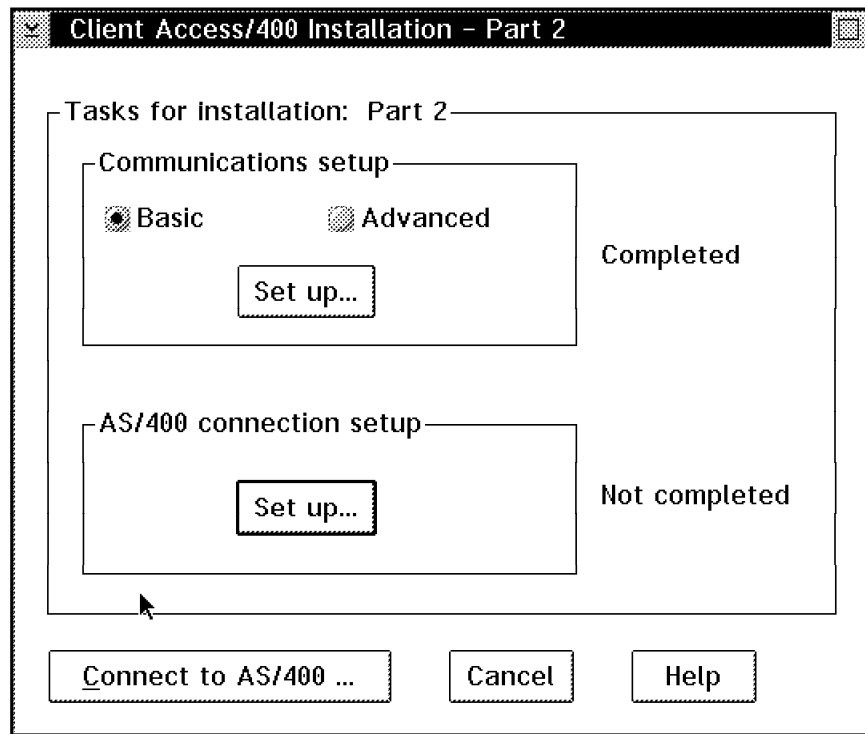 Client Access/400 Installation – Part 2
Tasks for installation:  Part 2
Communications setup
Basic
Advanced
Completed
Set up...
AS/400 connection setup
Set up...
Not completed
Connect to AS/400 ...
Cancel
Help